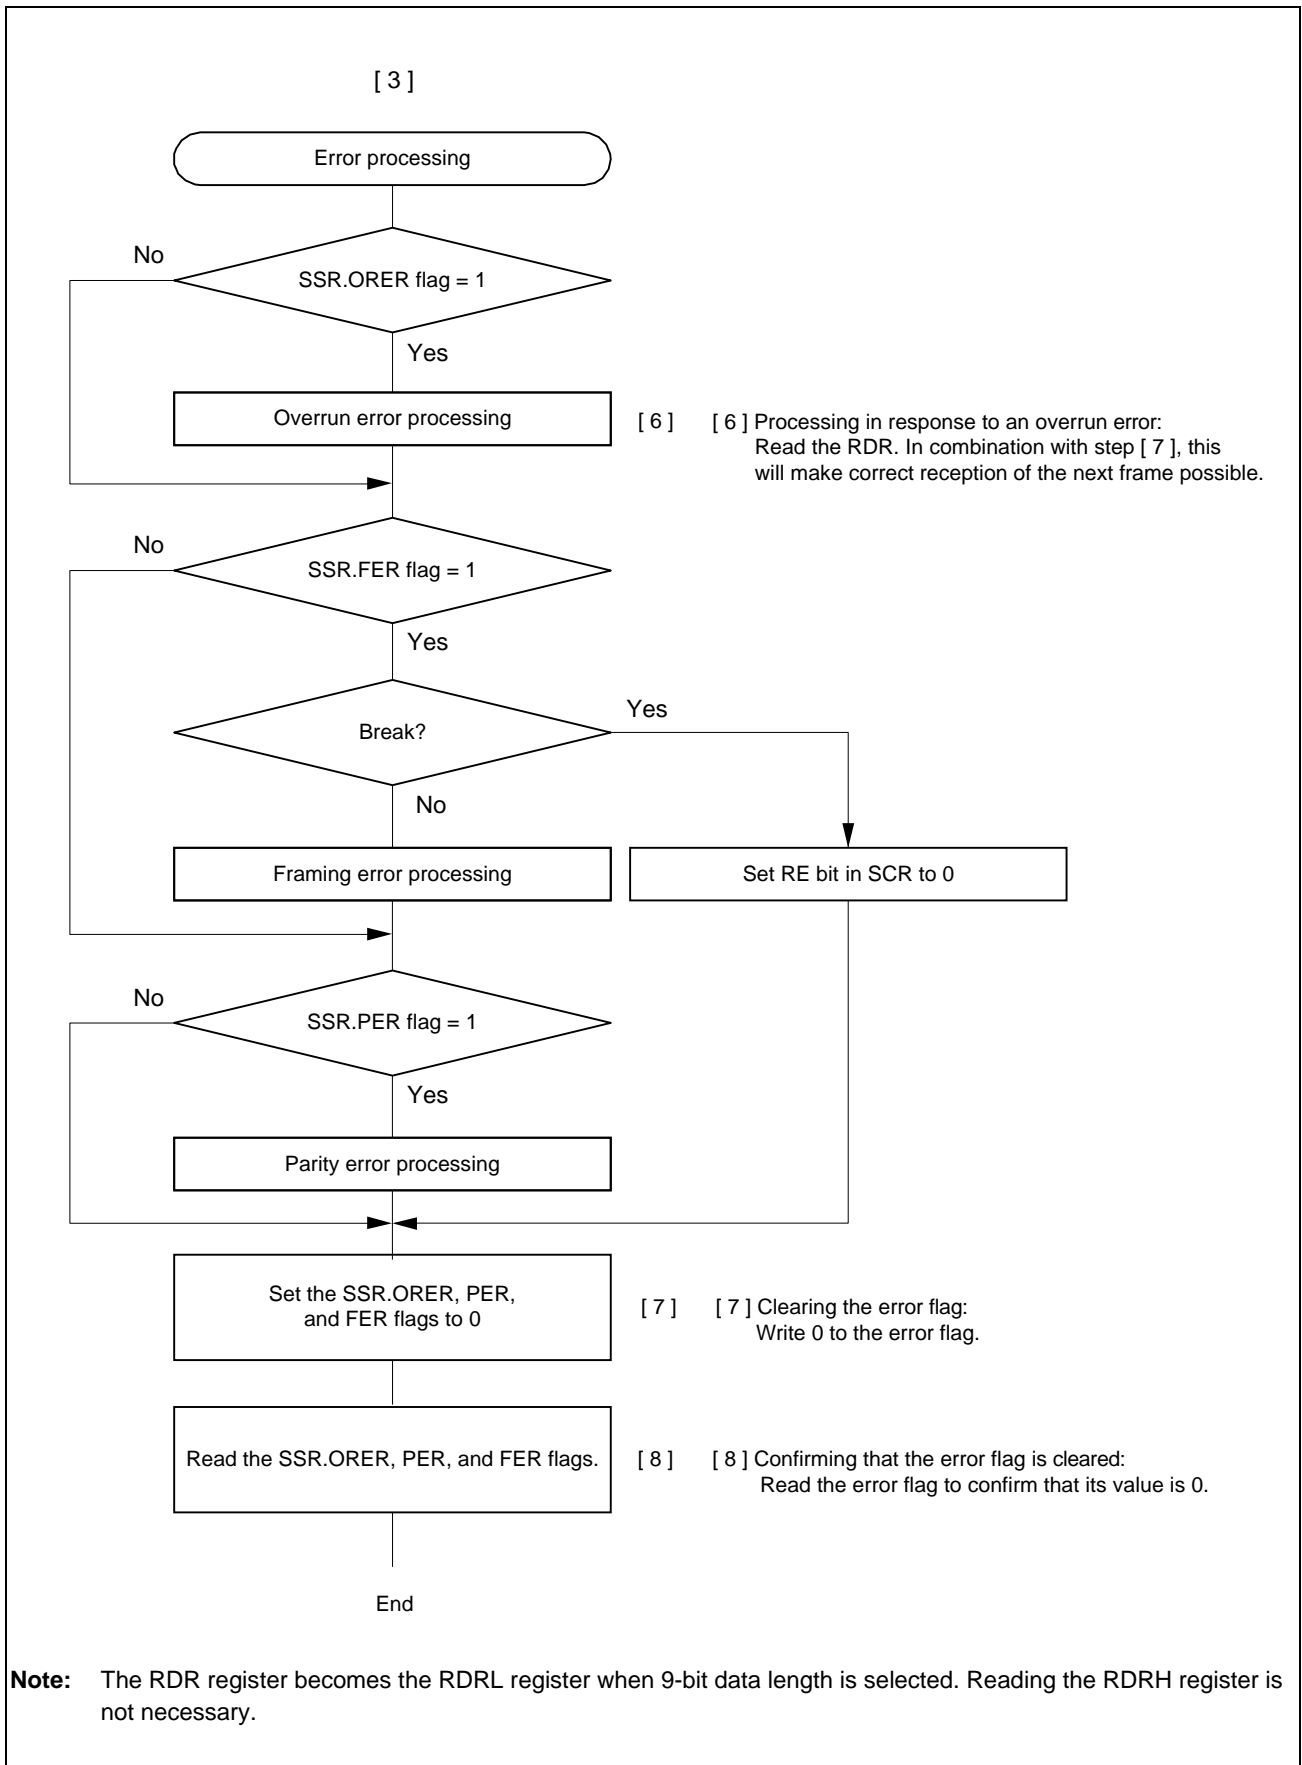 [ 3 ]
Error processing
No
SSR.ORER flag = 1
Yes
Overrun error processing
[ 6 ]
[ 6 ] Processing in response to an overrun error:
Read the RDR. In combination with step [ 7 ], this
will make correct reception of the next frame possible.
No
SSR.FER flag = 1
Yes
Break?
Yes
No
Framing error processing
Set RE bit in SCR to 0
No
SSR.PER flag = 1
Yes
Parity error processing
Set the SSR.ORER, PER,
and FER flags to 0
[ 7 ]
[ 7 ] Clearing the error flag:
Write 0 to the error flag.
Read the SSR.ORER, PER, and FER flags.
[ 8 ]
[ 8 ] Confirming that the error flag is cleared:
Read the error flag to confirm that its value is 0.
End
Note: The RDR register becomes the RDRL register when 9-bit data length is selected. Reading the RDRH register is
not necessary.